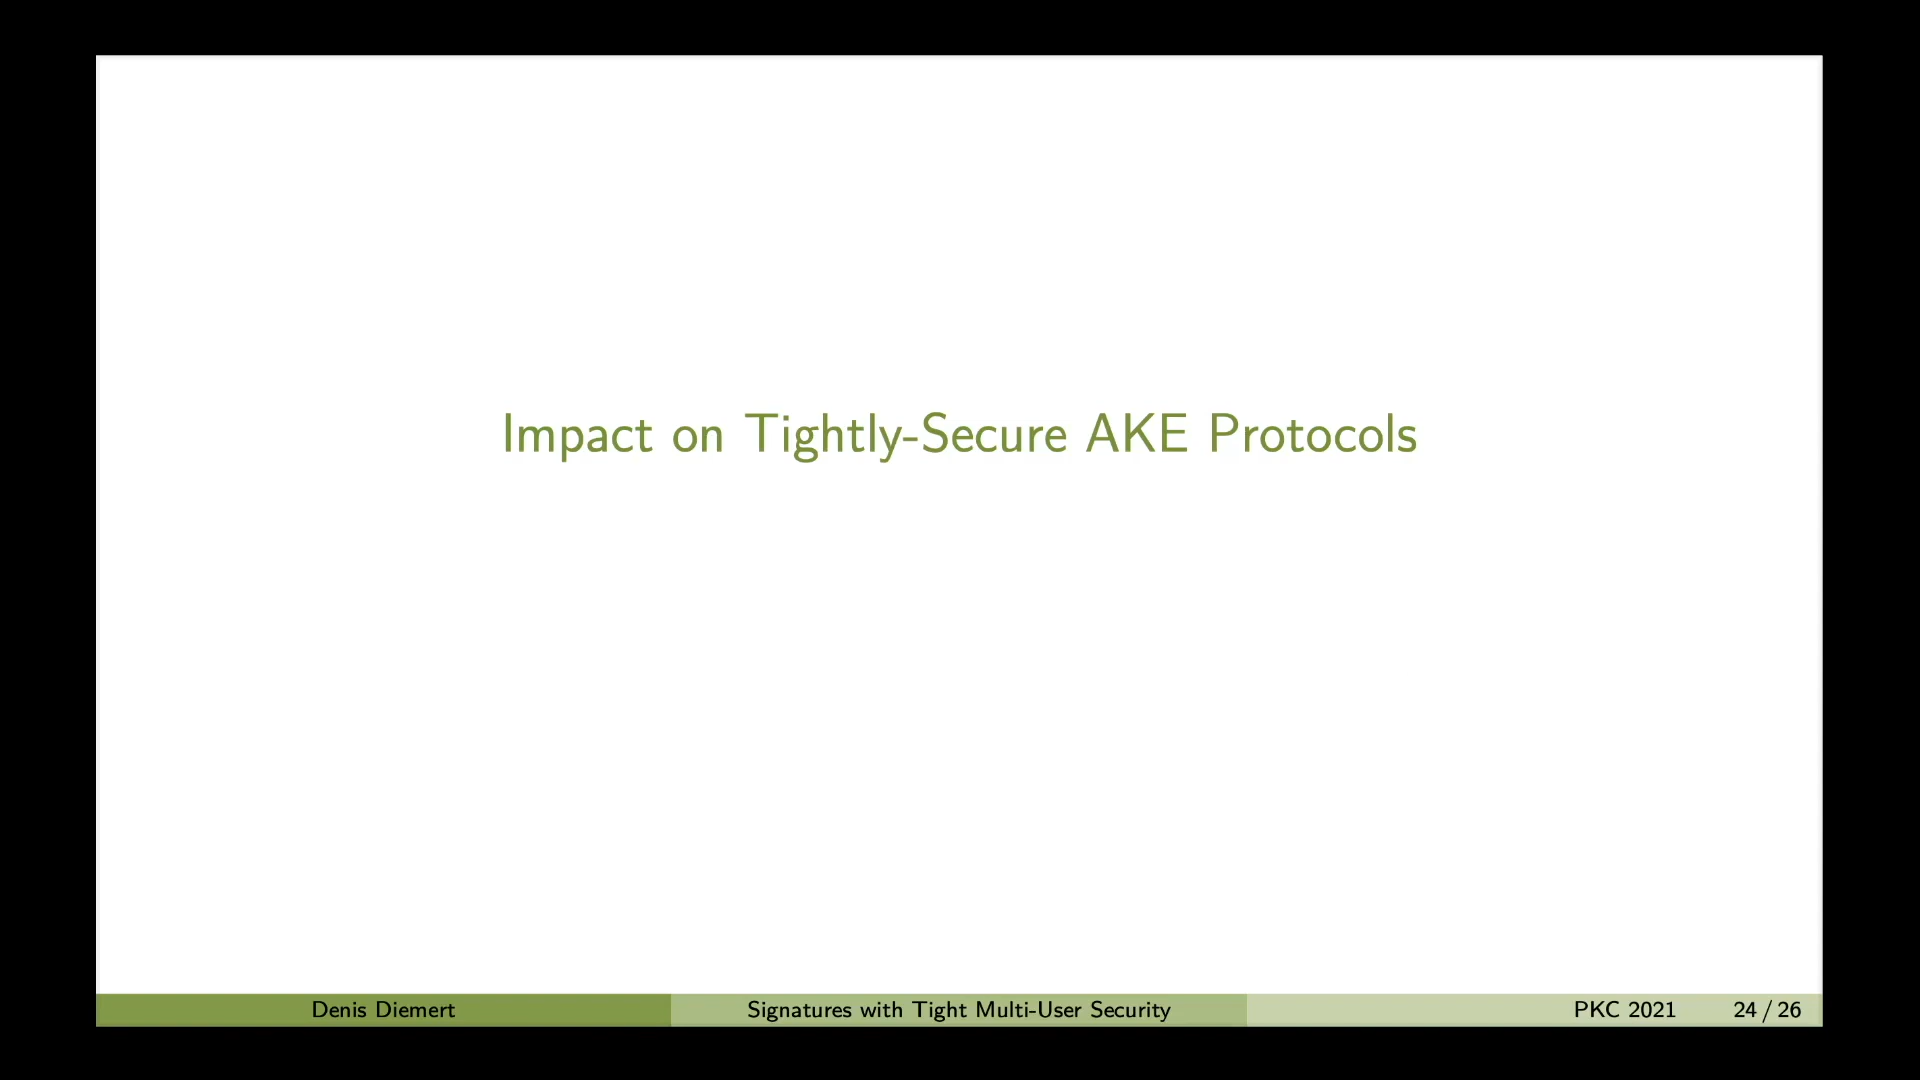 Impact on Tightly-Secure AKE Protocols
Denis Diemert
Signatures with Tight Multi-User Security
PKC 2021
24 / 26